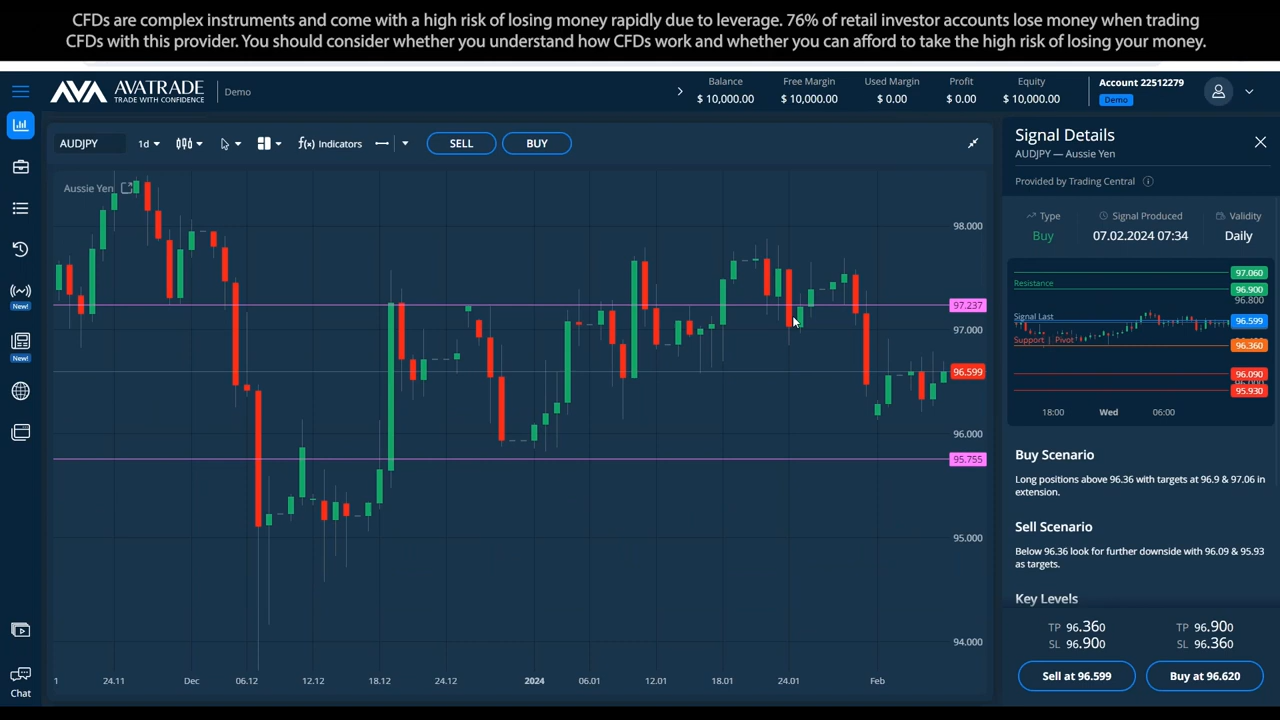 CFDs are complex instruments and come with a high risk of losing money rapidly due to leverage. 76% of retail investor accounts lose money when trading
CFDs with this provider. You should consider whether you understand how CFDs work and whether you can afford to take the high risk of losing your money.
AVA AVATRADE
TRADE WITH CONFIDENCE
Demo
Balance
$ 10,000.00
Free Margin
$ 10,000.00
Used Margin
$ 0.00
Profit
$ 0.00
Equity
$ 10,000.00
Account 22512279
Demo
AUDJPY
1d
f(x) Indicators
SELL
BUY
Aussie Yen
98.000
97.237
97.000
96.599
96.000
95.755
95.000
94.000
1
24.11
Dec
06.12
12.12
18.12
24.12
2024
06.01
12.01
18.01
24.01
Feb
New!
New!
Chat
Signal Details
AUDJPY — Aussie Yen
Provided by Trading Central
Type
Buy
Signal Produced
07.02.2024 07:34
Validity
Daily
97.060
Resistance
96.900
96.800
Signal Last
96.599
Support | Pivot
96.360
96.090
95.930
18:00
Wed
06:00
Buy Scenario
Long positions above 96.36 with targets at 96.9 & 97.06 in
extension.
Sell Scenario
Below 96.36 look for further downside with 96.09 & 95.93
as targets.
Key Levels
TP 96.360
SL 96.900
TP 96.900
SL 96.360
Sell at 96.599
Buy at 96.620